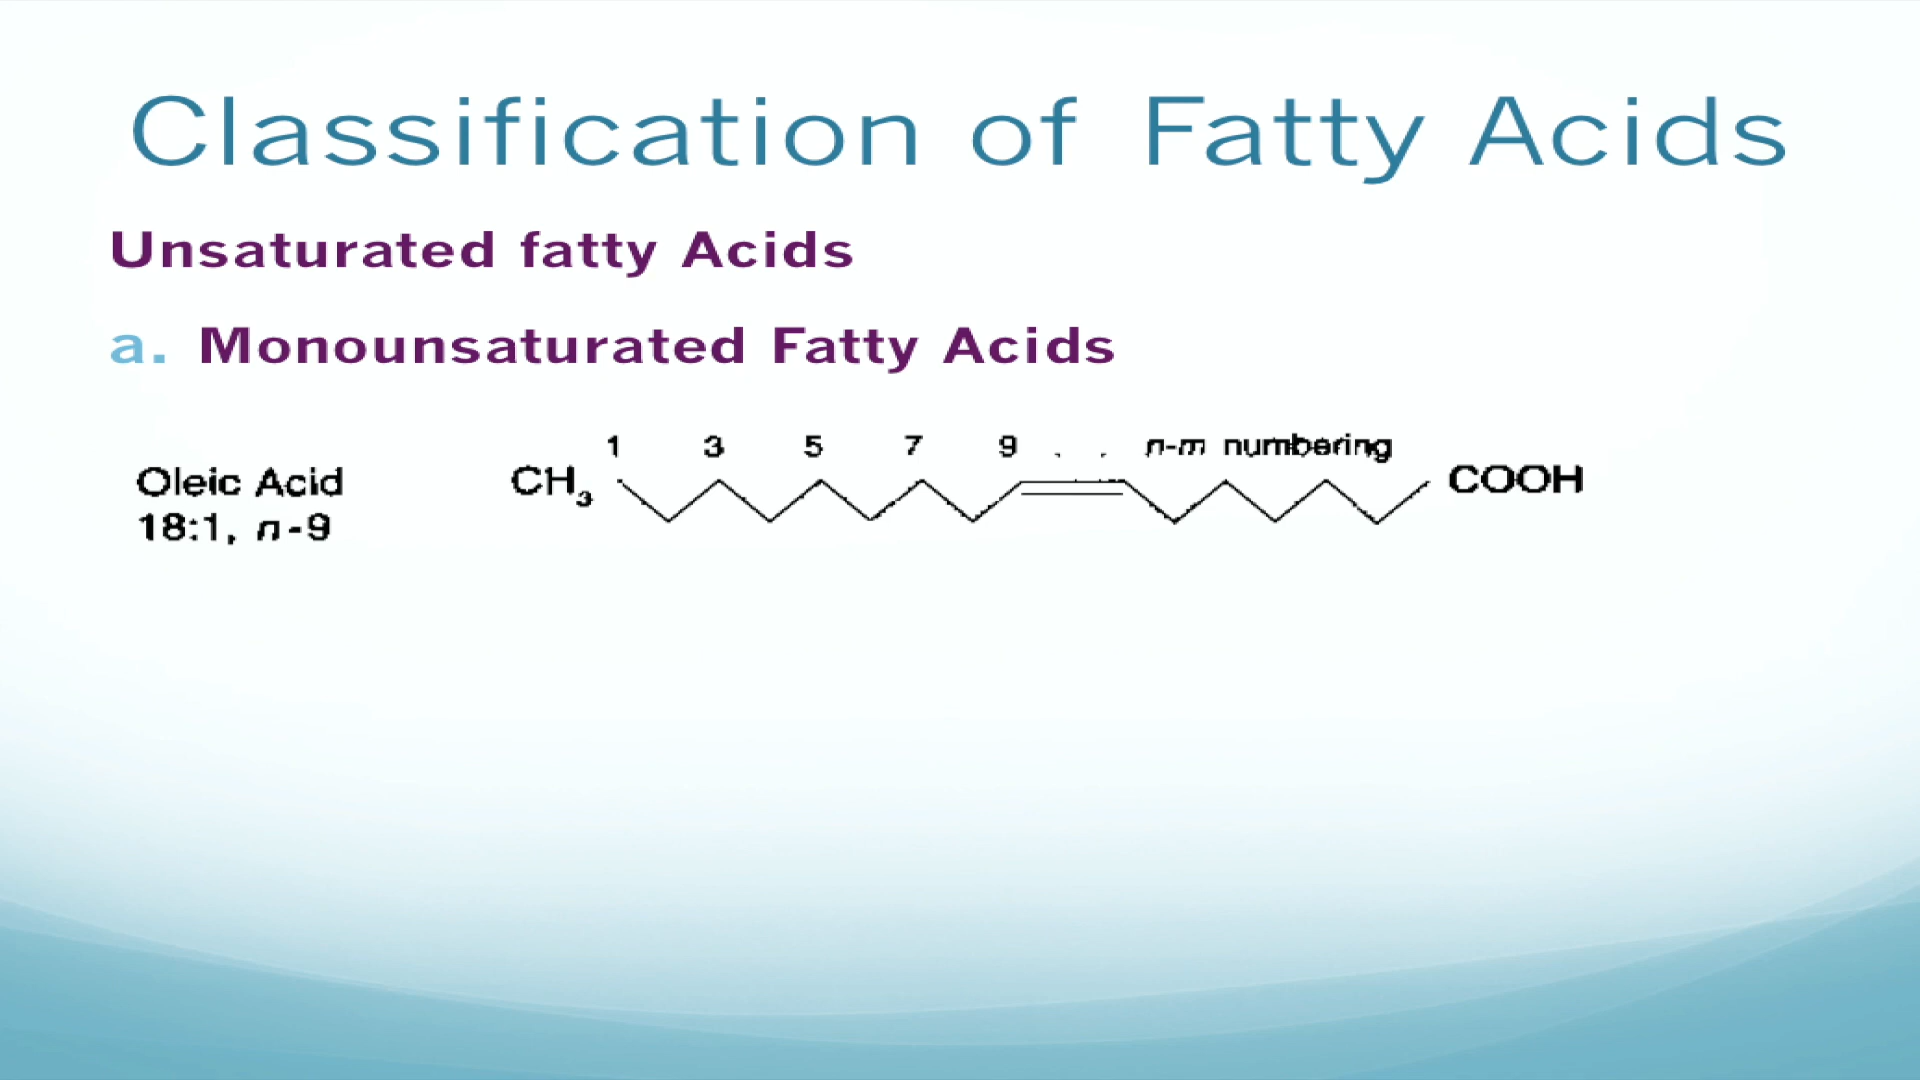 Classification of Fatty Acids
Unsaturated fatty Acids
a. Monounsaturated Fatty Acids
1 3 5 7 9 n-m numbering
Oleic Acid CH₃ COOH
18:1, n-9